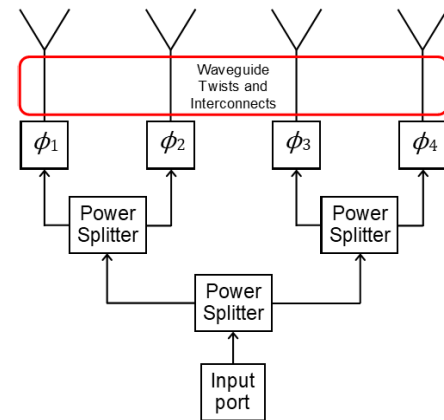 Waveguide
Twists and
Interconnects
ϕ1 ϕ2 ϕ3 ϕ4
Power
Splitter
Power
Splitter
Power
Splitter
Input
port